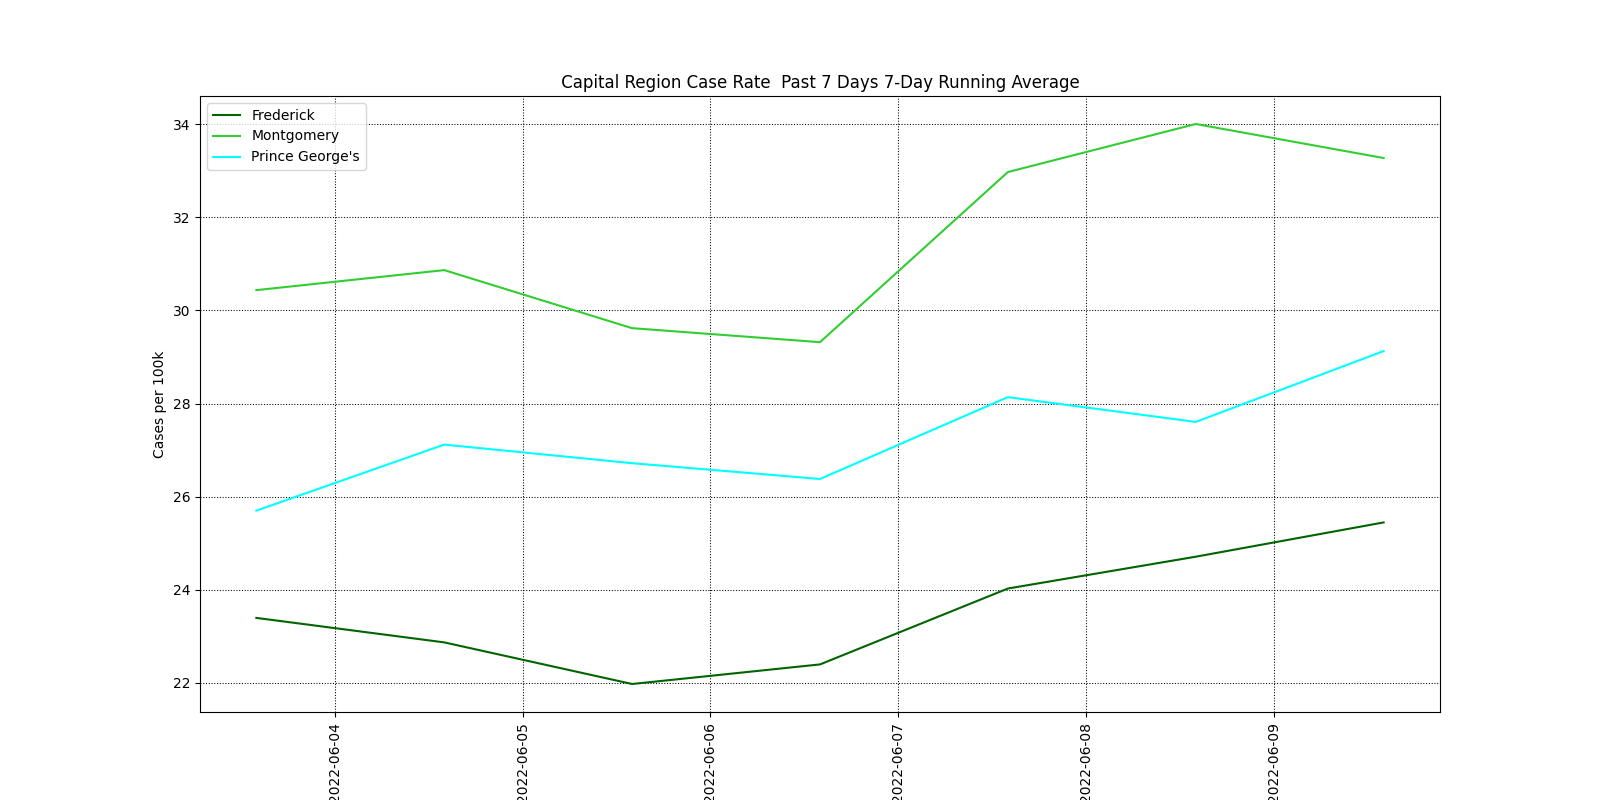 Capital Region Case Rate  Past 7 Days 7-Day Running Average
Frederick
Montgomery
Prince George's
34
32
30
28
26
24
22
Cases per 100k
2022-06-04
2022-06-05
2022-06-06
2022-06-07
2022-06-08
2022-06-09